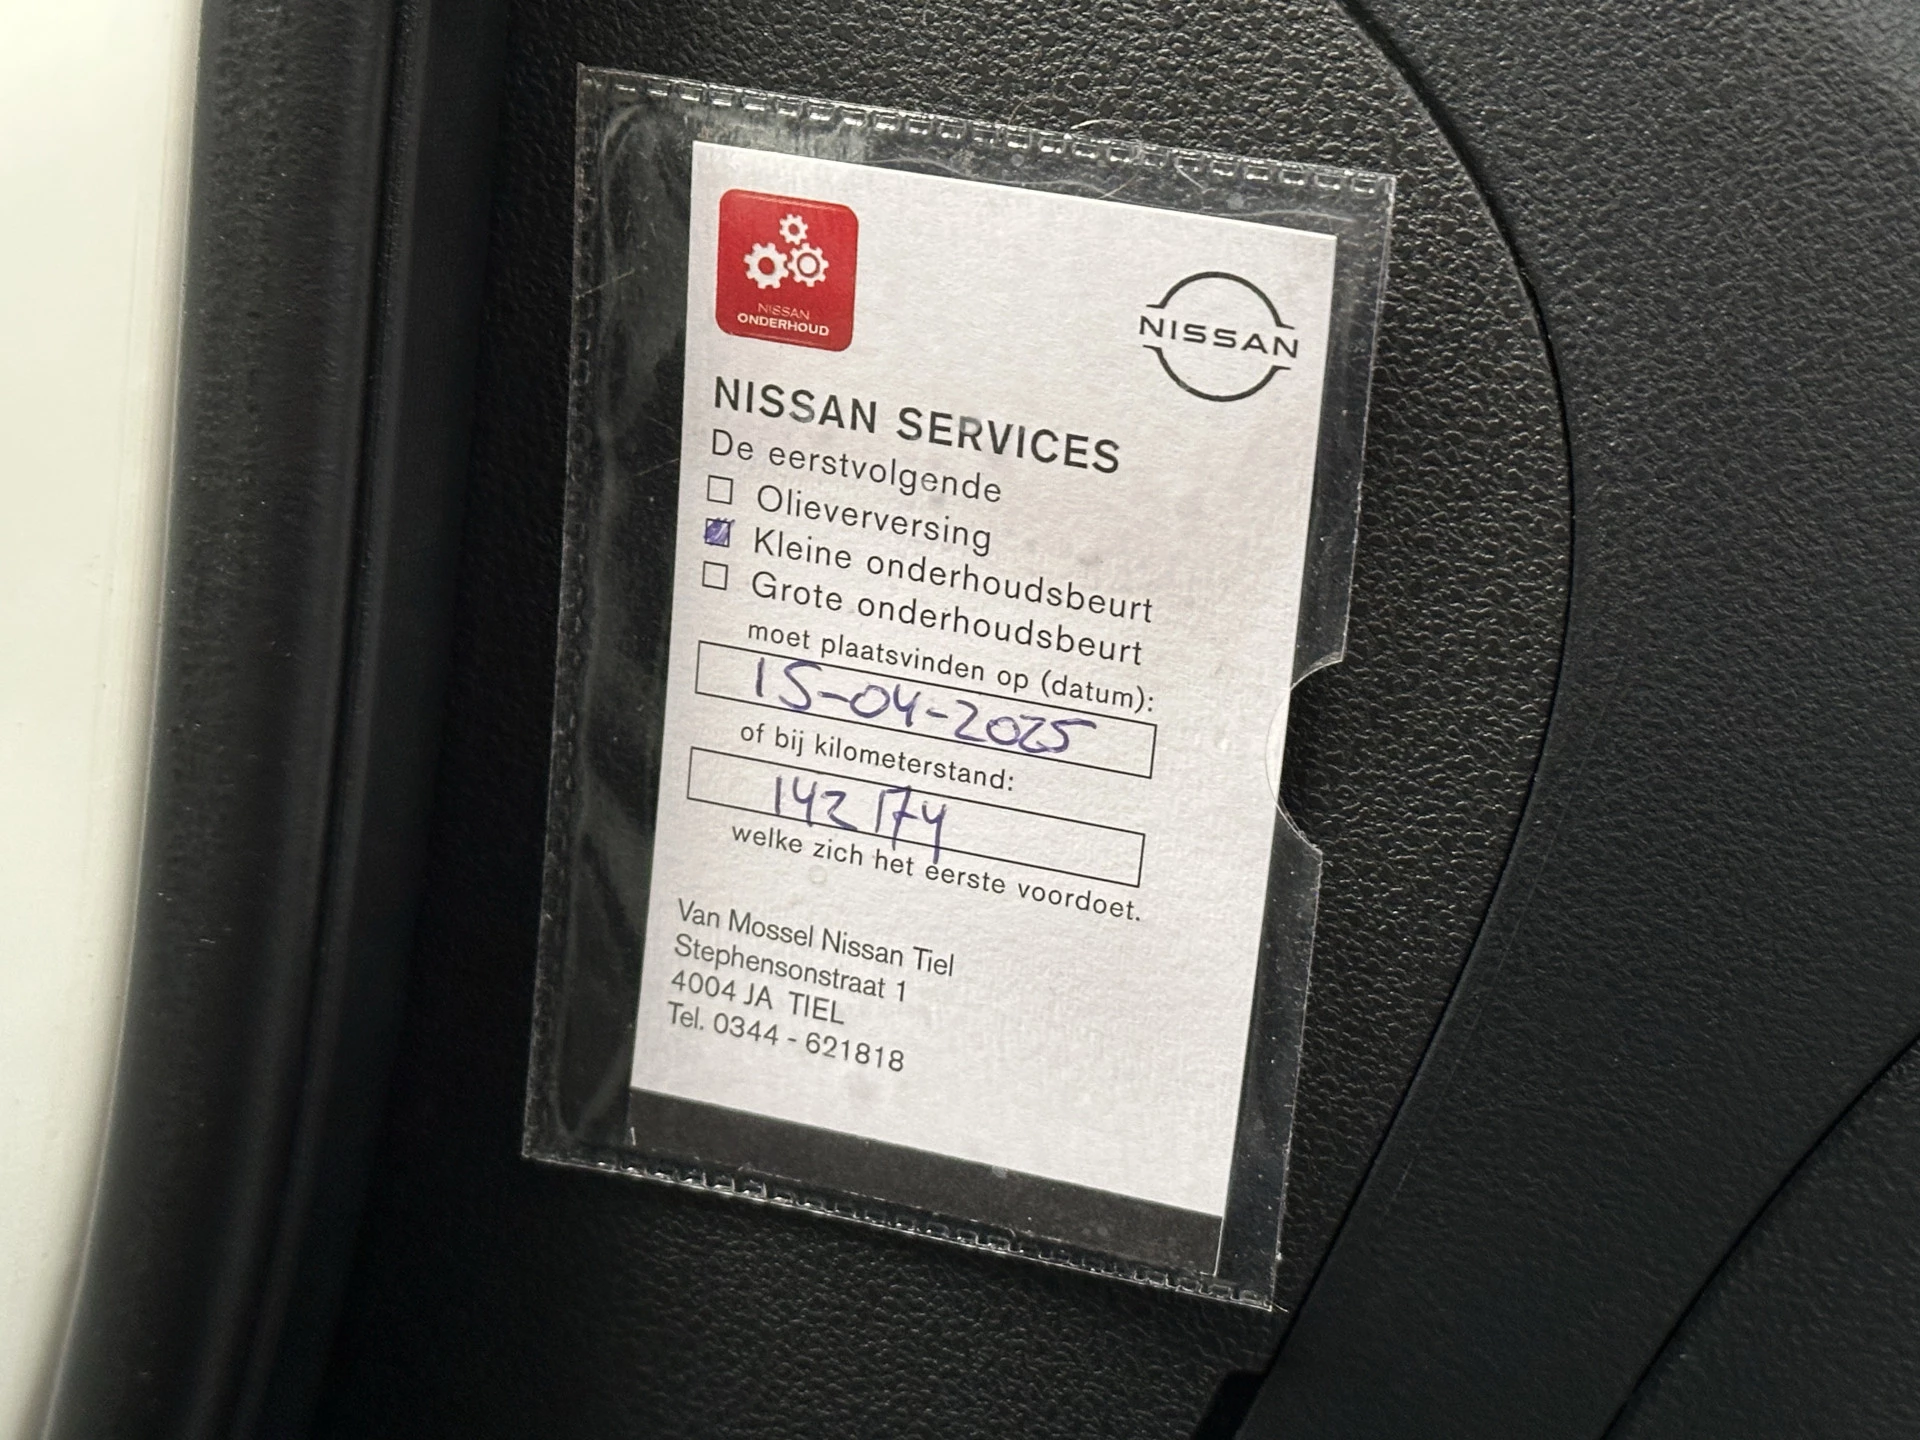 NISSAN
ONDERHOUD
NISSAN
NISSAN SERVICES
De eerstvolgende
Olieverversing
Kleine onderhoudsbeurt
Grote onderhoudsbeurt
moet plaatsvinden op (datum):
15-04-2025
of bij kilometerstand:
142174
welke zich het eerste voordoet.
Van Mossel Nissan Tiel
Stephensonstraat 1
4004 JA TIEL
Tel. 0344 - 621818